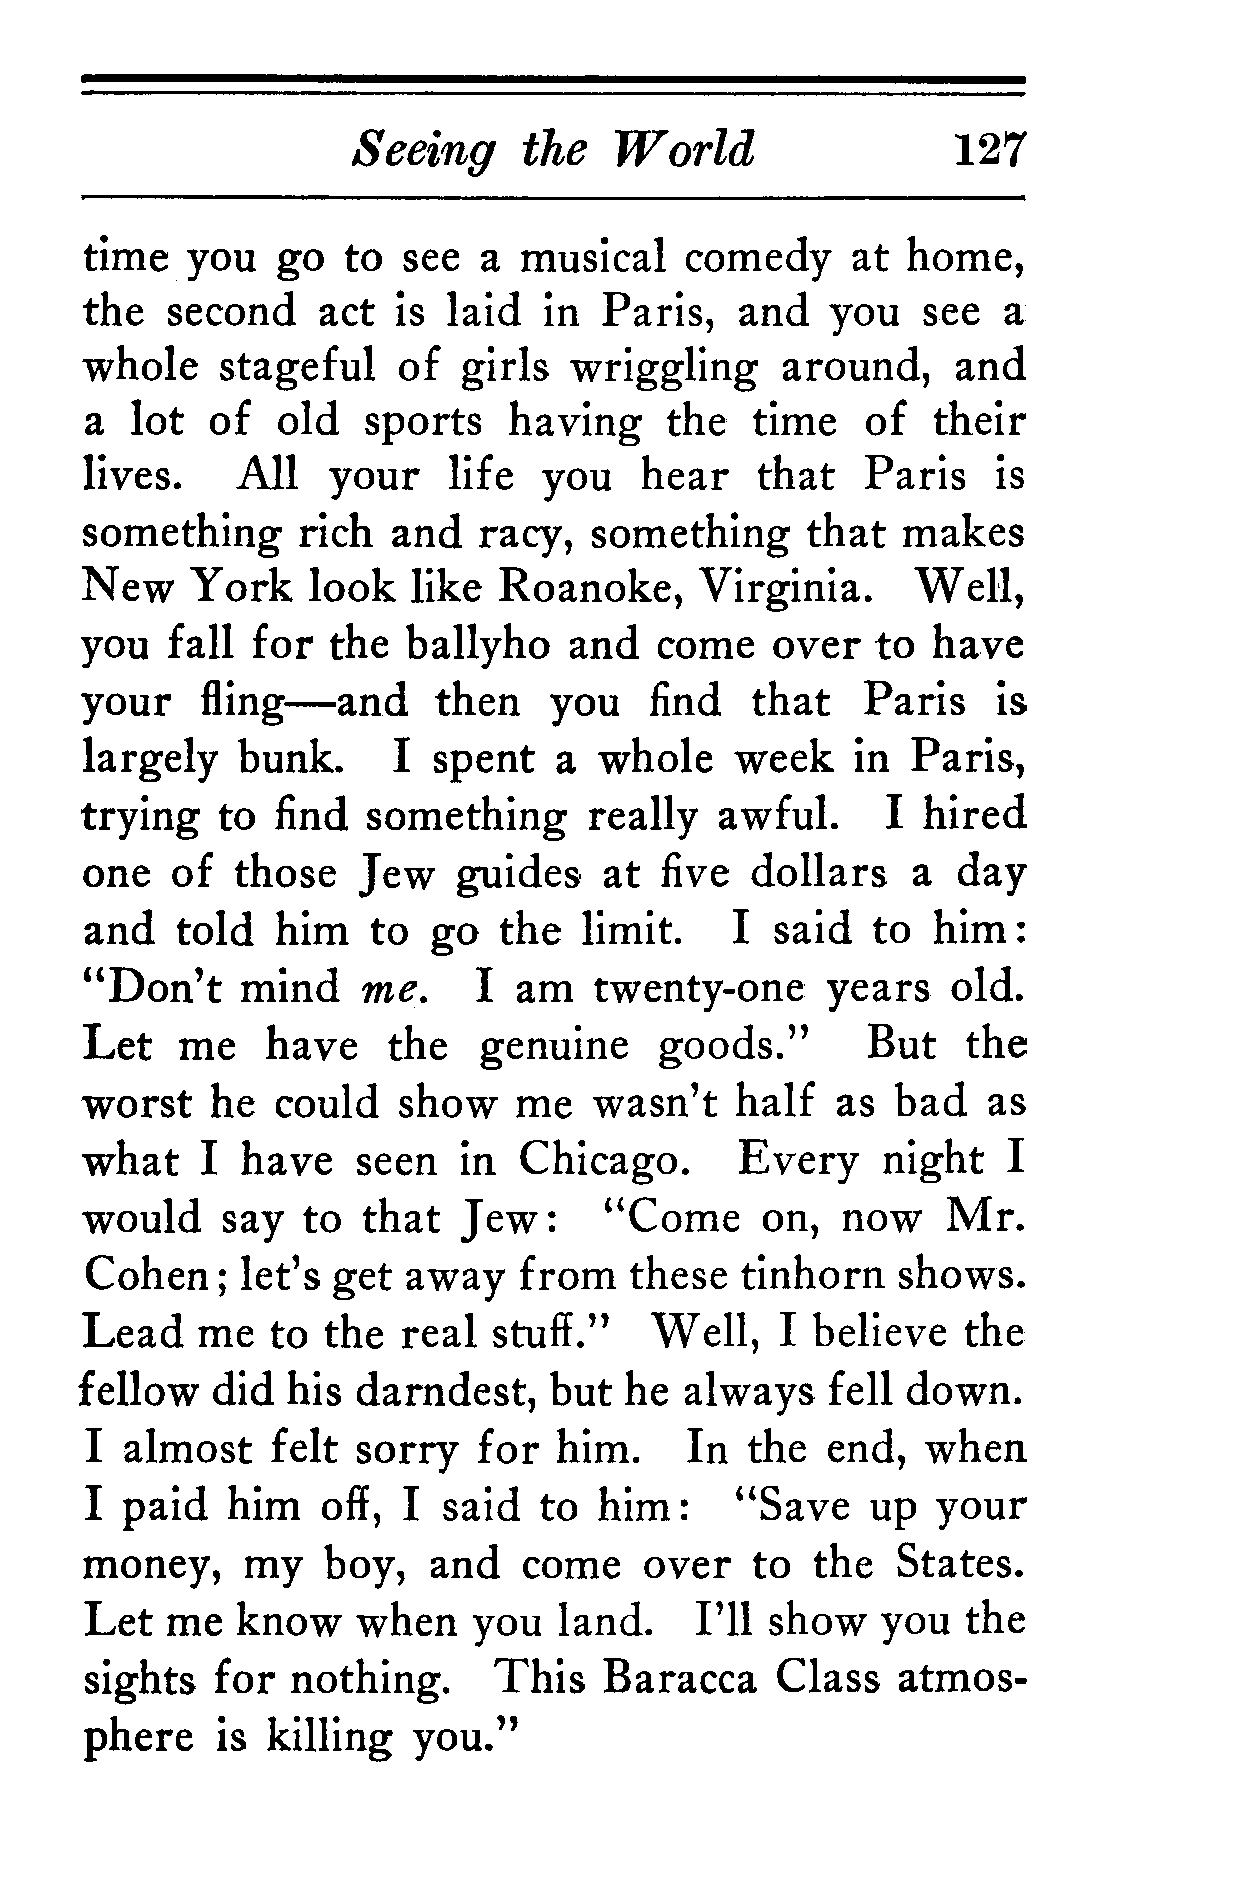 Seeing the World 127
time you go to see a musical comedy at home,
the second act is laid in Paris, and you see a
whole stageful of girls wriggling around, and
a lot of old sports having the time of their
lives. All your life you hear that Paris is
something rich and racy, something that makes
New York look like Roanoke, Virginia. Well,
you fall for the ballyho and come over to have
your fling—and then you find that Paris is
largely bunk. I spent a whole week in Paris,
trying to find something really awful. I hired
one of those Jew guides at five dollars a day
and told him to go the limit. I said to him:
“Don’t mind me. I am twenty-one years old.
Let me have the genuine goods.” But the
worst he could show me wasn’t half as bad as
what I have seen in Chicago. Every night I
would say to that Jew: “Come on, now Mr.
Cohen; let’s get away from these tinhorn shows.
Lead me to the real stuff.” Well, I believe the
fellow did his darndest, but he always fell down.
I almost felt sorry for him. In the end, when
I paid him off, I said to him: “Save up your
money, my boy, and come over to the States.
Let me know when you land. I’ll show you the
sights for nothing. This Baracca Class atmos-
phere is killing you.”